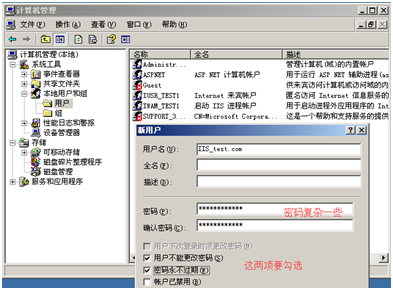 计算机管理
文件(F) 操作(A) 查看(V) 窗口(W) 帮助(H)
计算机管理(本地)
系统工具
事件查看器
共享文件夹
本地用户和组
用户
组
性能日志和警报
设备管理器
存储
可移动存储
磁盘碎片整理程序
磁盘管理
服务和应用程序
名称 全名 描述
Administr... 管理计算机(域)的内置帐户
ASPNET ASP.NET 计算机帐户 用于运行 ASP.NET 辅助进程(as
Guest 供来宾访问计算机或访问域的内
IUSR_TEST1 Internet 来宾帐户 匿名访问 Internet 信息服务的
IWAM_TEST1 启动 IIS 进程帐户 用于启动进程外应用程序的 Int
SUPPORT_3... CN=Microsoft Corpora... 这是一个帮助和支持服务的提供
新用户
用户名(U): IIS_test.com
全名(F):
描述(D):
密码(P): ************
密码复杂一些
确认密码(C): ************
用户下次登录时须更改密码(M)
用户不能更改密码(S)
密码永不过期(W)
这两项要勾选
帐户已禁用(B)